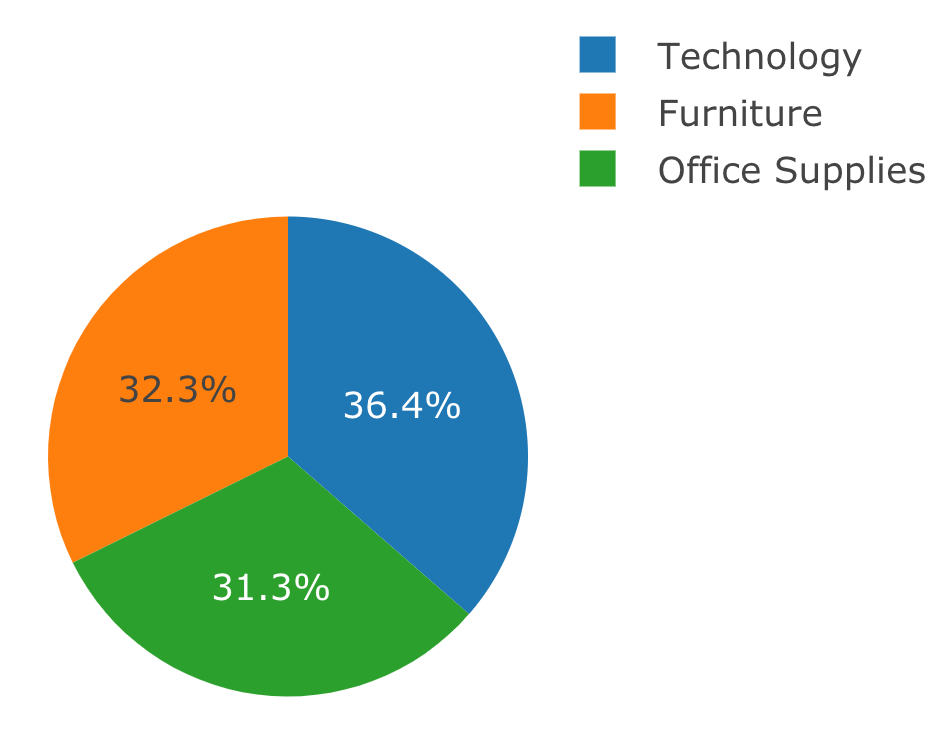 Technology
Furniture
Office Supplies
32.3%
36.4%
31.3%